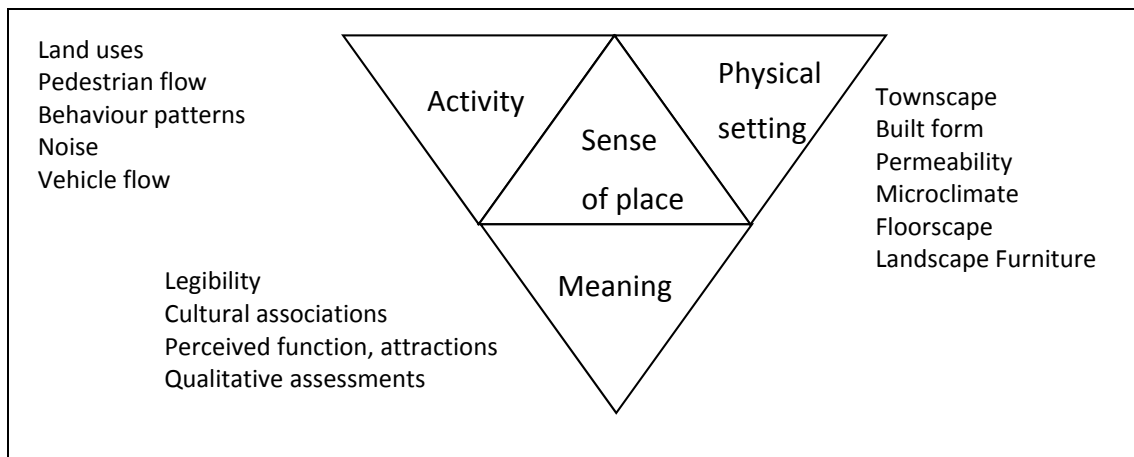 Land uses
Pedestrian flow
Behaviour patterns
Noise
Vehicle flow
Activity
Sense
of place
Physical
setting
Townscape
Built form
Permeability
Microclimate
Floorscape
Landscape Furniture
Legibility
Cultural associations
Perceived function, attractions
Qualitative assessments
Meaning